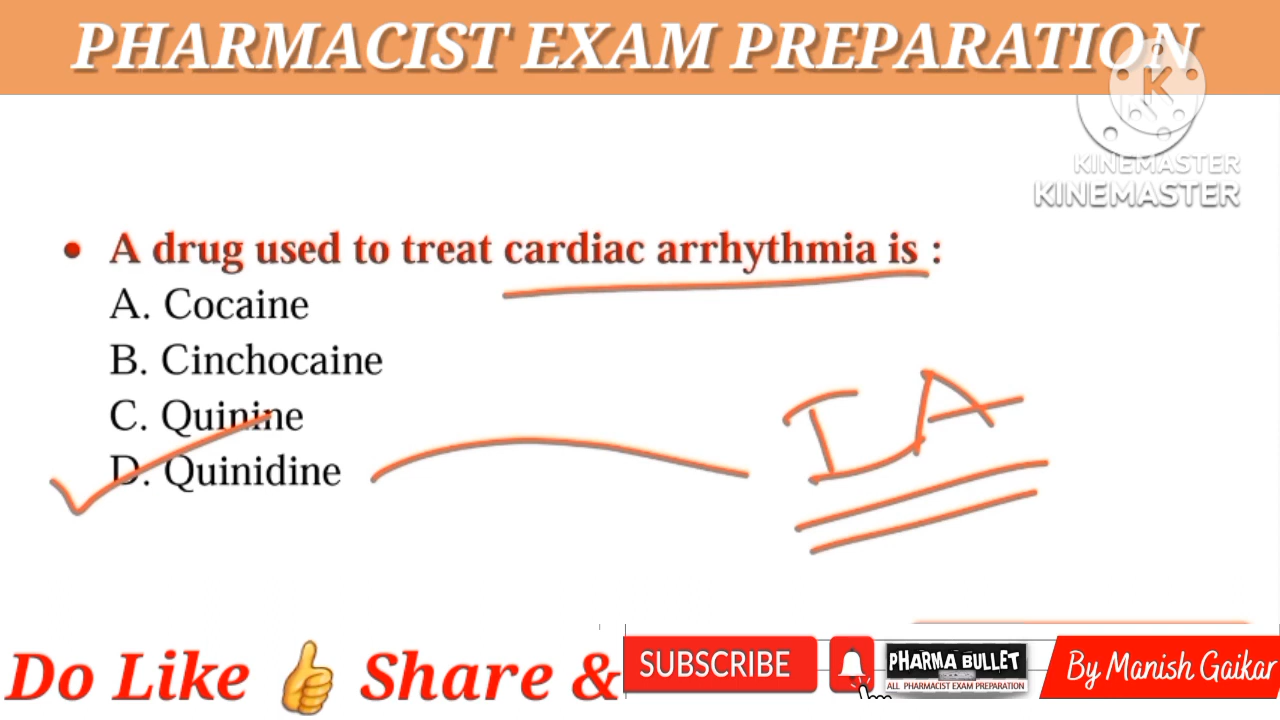 PHARMACIST EXAM PREPARATION
K
KINEMASTER
KINEMASTER
• A drug used to treat cardiac arrhythmia is :
A. Cocaine
B. Cinchocaine
C. Quinine
D. Quinidine
IA
Do Like 👍 Share &
SUBSCRIBE
PHARMA BULLET
ALL PHARMACIST EXAM PREPARATION
By Manish Gaikar